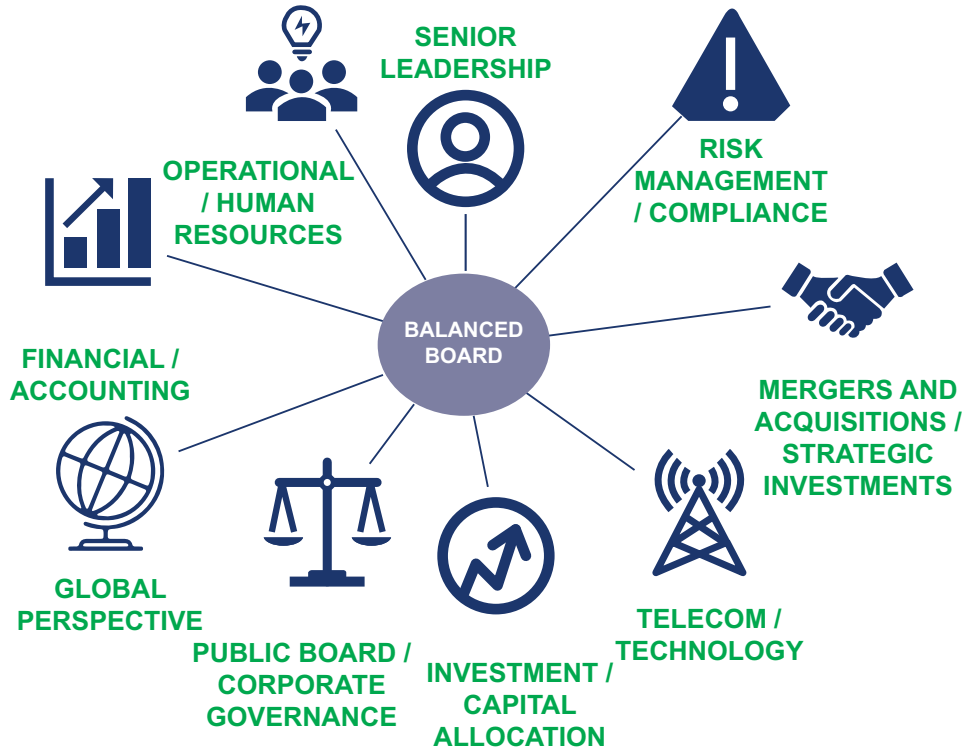 SENIOR
LEADERSHIP
RISK
MANAGEMENT
/ COMPLIANCE
OPERATIONAL
/ HUMAN
RESOURCES
BALANCED
BOARD
FINANCIAL /
ACCOUNTING
MERGERS AND
ACQUISITIONS /
STRATEGIC
INVESTMENTS
GLOBAL
PERSPECTIVE
PUBLIC BOARD /
CORPORATE
GOVERNANCE
INVESTMENT /
CAPITAL
ALLOCATION
TELECOM /
TECHNOLOGY